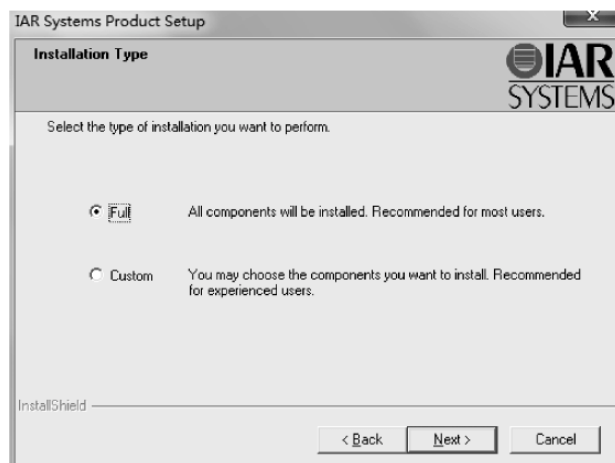 IAR Systems Product Setup
x
Installation Type
IAR
SYSTEMS
Select the type of installation you want to perform.
Full
All components will be installed. Recommended for most users.
Custom
You may choose the components you want to install. Recommended
for experienced users.
InstallShield
< Back
Next >
Cancel